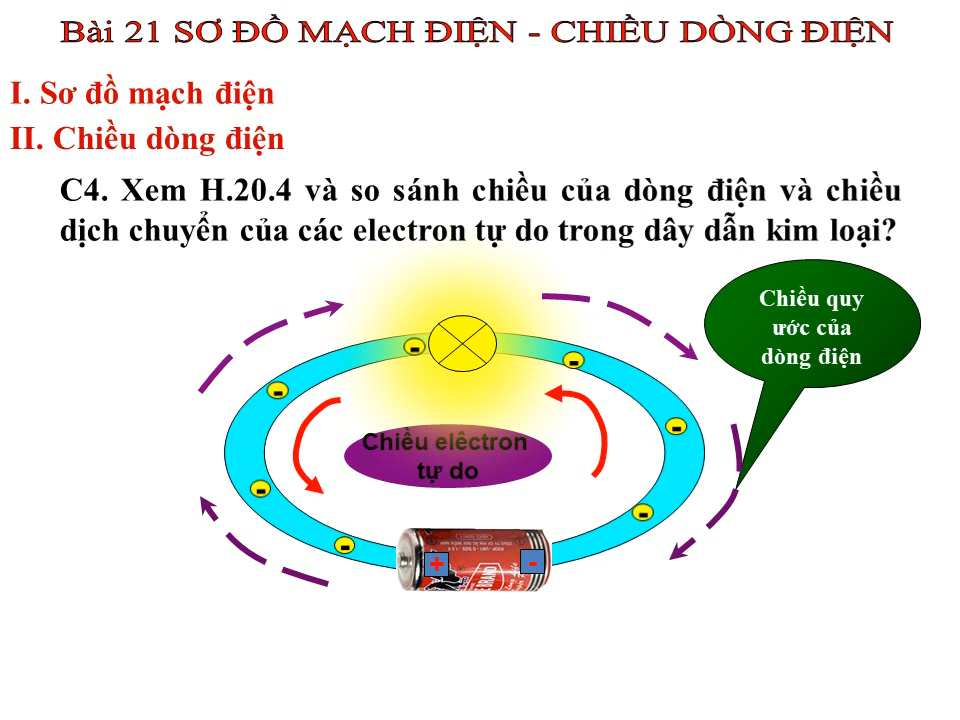 Bài 21 SƠ ĐỒ MẠCH ĐIỆN - CHIỀU DÒNG ĐIỆN
I. Sơ đồ mạch điện
II. Chiều dòng điện
C4. Xem H.20.4 và so sánh chiều của dòng điện và chiều
dịch chuyển của các electron tự do trong dây dẫn kim loại?
Chiều quy
ước của
dòng điện
-
-
-
-
Chiều elêctron
tự do
-
-
-
+
-
BRAND